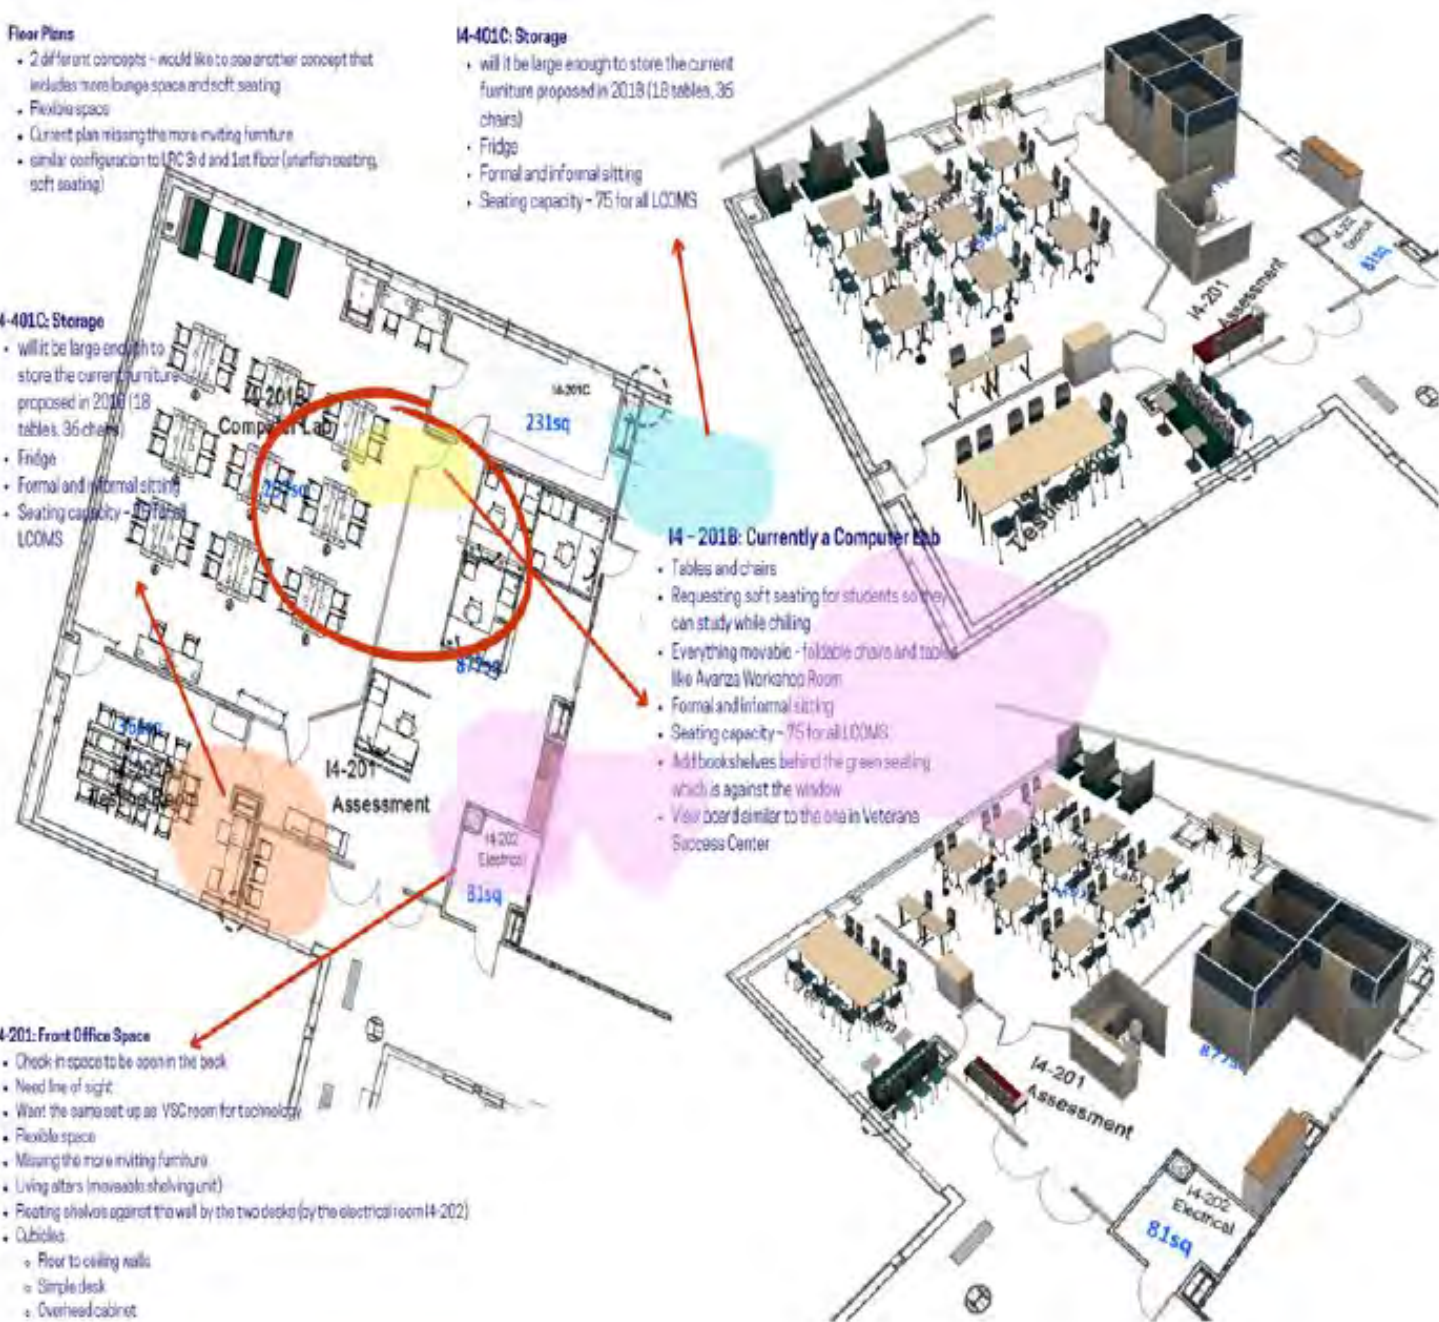 Floor Plans
• 2 different concepts - would like to see another concept that
includes more lounge space and soft seating
• Flexible space
• Current plan missing the more inviting furniture
• similar configuration to LRC 3rd and 1st floor (starfish seating,
soft seating)
I4-401C: Storage
• will it be large enough to store the current
furniture proposed in 201B (18 tables, 36
chairs)
• Fridge
• Formal and informal sitting
• Seating capacity ~ 75 for all LCOMS
4-401C: Storage
• will it be large enough to
store the current furniture
proposed in 201B (18
tables, 36 chairs)
• Fridge
• Formal and informal sitting
• Seating capacity ~ 75 for all
LCOMS
I4-201B
Computer Lab
I4-201C
231sq
877sq
I4-201
Assessment
I4-202
Electrical
81sq
I4 - 201B: Currently a Computer Lab
• Tables and chairs
• Requesting soft seating for students so they
can study while chilling
• Everything movable - foldable chairs and tables
like Avanza Workshop Room
• Formal and informal sitting
• Seating capacity ~ 75 for all LCOMS
• Add bookshelves behind the green seating
which is against the window
• View board similar to the one in Veterans
Success Center
4-201: Front Office Space
• Check-in space to be open in the back
• Need line of sight
• Want the same set up as VSC room for technology
• Flexible space
• Missing the more inviting furniture
• Living alters (moveable shelving unit)
• Floating shelves against the wall by the two desks (by the electrical room I4-202)
• Cubicles
o Floor to ceiling walls
o Simple desk
o Overhead cabinet
I4-201
Assessment
I4-202
Electrical
81sq
877s
I4-201
Assessment
I4-202
Electrical
81sq